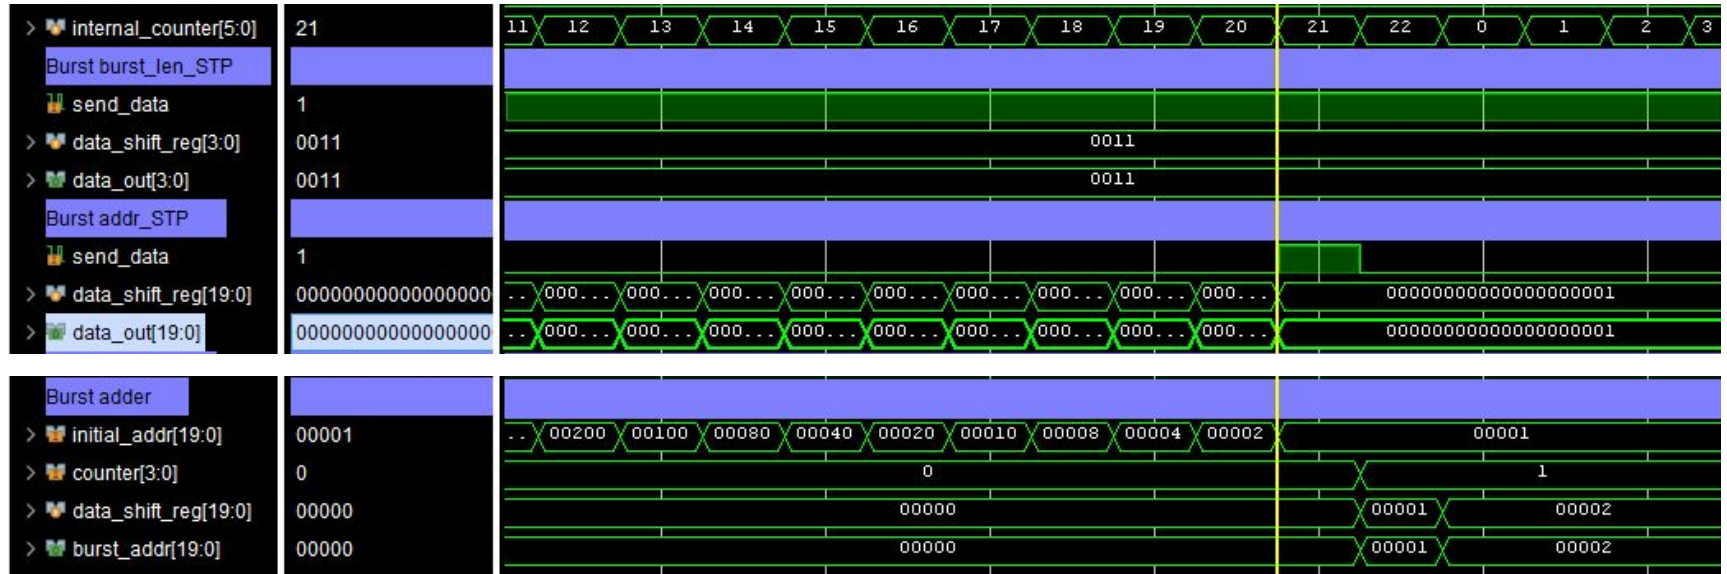 internal_counter[5:0] 21 11 12 13 14 15 16 17 18 19 20 21 22 0 1 2 3
Burst burst_len_STP
send_data 1
data_shift_reg[3:0] 0011 0011
data_out[3:0] 0011 0011
Burst addr_STP
send_data 1
data_shift_reg[19:0] 00000000000000000 .. 000... 000... 000... 000... 000... 000... 000... 000... 000... 00000000000000000001
data_out[19:0] 00000000000000000 .. 000... 000... 000... 000... 000... 000... 000... 000... 000... 00000000000000000001
Burst adder
initial_addr[19:0] 00001 .. 00200 00100 00080 00040 00020 00010 00008 00004 00002 00001
counter[3:0] 0 0 1
data_shift_reg[19:0] 00000 00000 00001 00002
burst_addr[19:0] 00000 00000 00001 00002